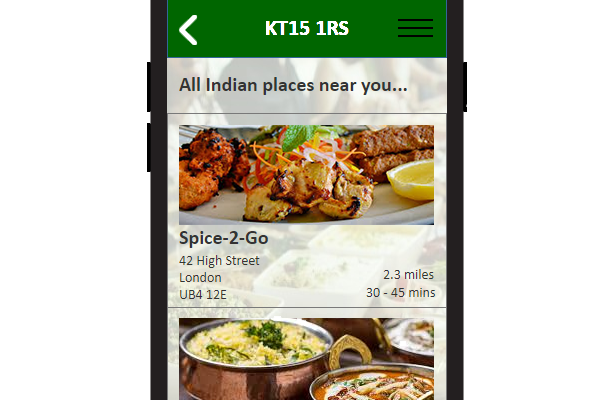 KT15 1RS
All Indian places near you...
Spice-2-Go
42 High Street
London
2.3 miles
UB4 12E
30 - 45 mins